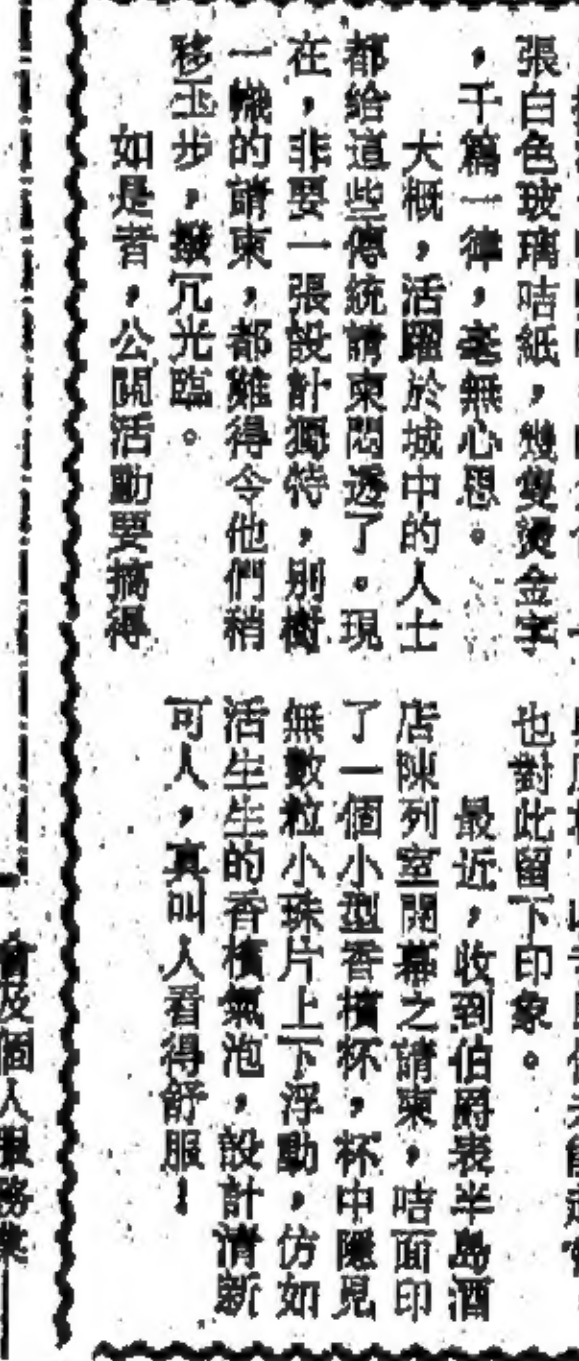 張白色玻璃咭紙,幾隻燙金字
,千篇一律,毫無心思。
大概,活躍於城中的人士
都給這些傳統請柬悶透了。現
在,非要一張設計獨特,別樹
一幟的請柬,都難得令他們稍
移玉步,撥冗光臨。
如是者,公關活動要搞得
也對此留下印象。
最近,收到伯爵表半島酒
店陳列室開幕之請柬,咭面印
了一個小型香檳杯,杯中隱見
無數粒小珠片上下浮動,仿如
活生生的香檳氣泡,設計清新
可人,真叫人看得舒服!
會及個人服務業